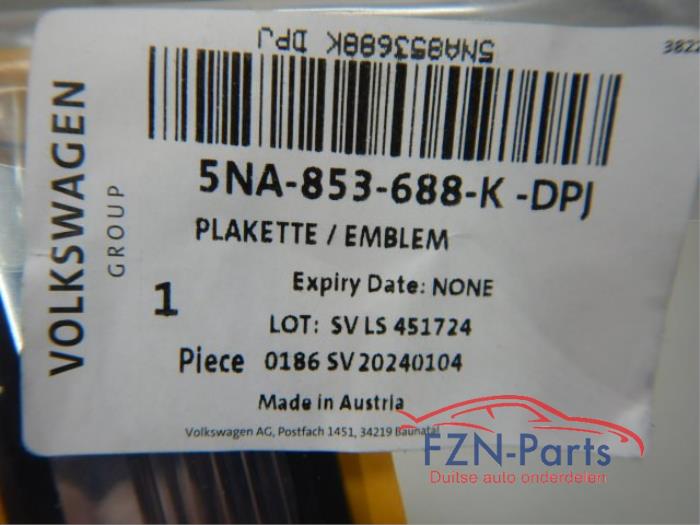 5NA853688K DPJ
3822
VOLKSWAGEN
GROUP
5NA-853-688-K -DPJ
PLAKETTE / EMBLEM
Expiry Date: NONE
1
LOT: SV LS 451724
Piece 0186 SV 20240104
Made in Austria
Volkswagen AG, Postfach 1451, 34219 Baunatal
FZN-Parts
Duitse auto onderdelen